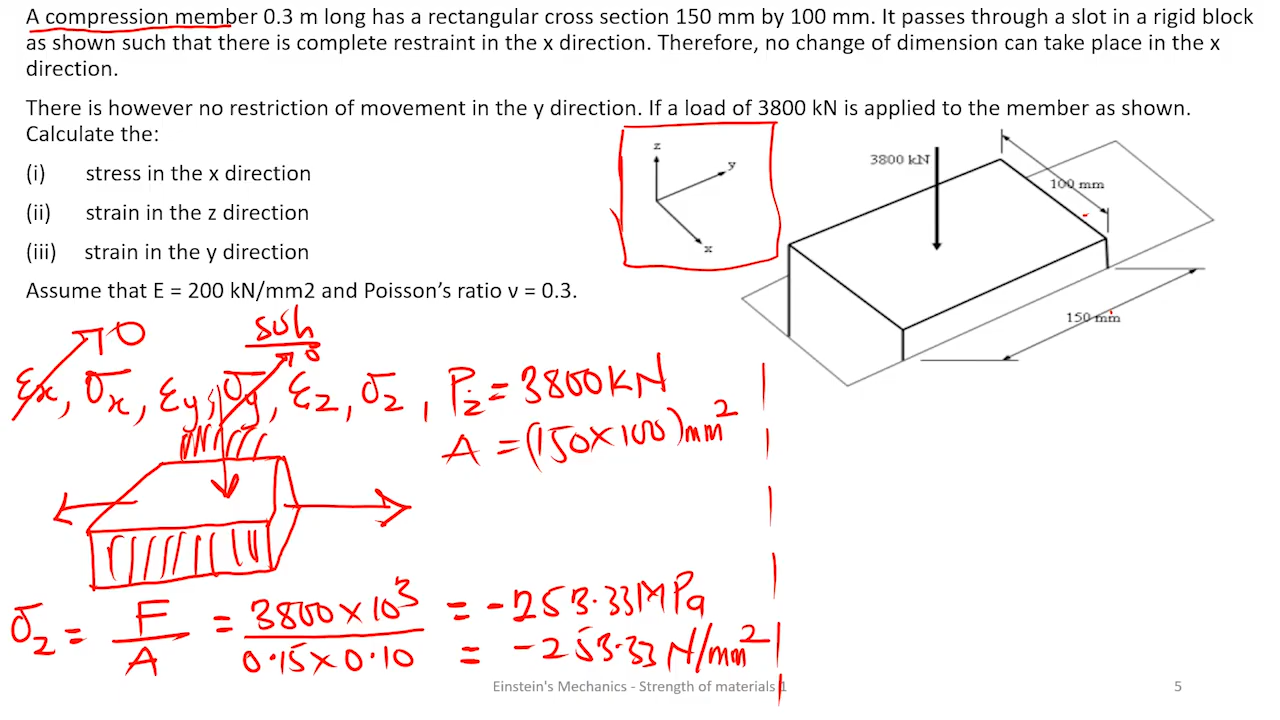 A compression member 0.3 m long has a rectangular cross section 150 mm by 100 mm. It passes through a slot in a rigid block
as shown such that there is complete restraint in the x direction. Therefore, no change of dimension can take place in the x
direction.
There is however no restriction of movement in the y direction. If a load of 3800 kN is applied to the member as shown.
Calculate the:
(i) stress in the x direction
(ii) strain in the z direction
(iii) strain in the y direction
Assume that E = 200 kN/mm2 and Poisson’s ratio v = 0.3.
z
y
x
3800 kN
100 mm
150 mm
0
0
εx, σx, εy, σy, εz, σz, Pz = 3800KN
A = (150×100)mm²
σz = F/A = 3800×10³/0.15×0.10 = -253.33MPa
= -253.33N/mm²
Einstein's Mechanics - Strength of materials 1
5